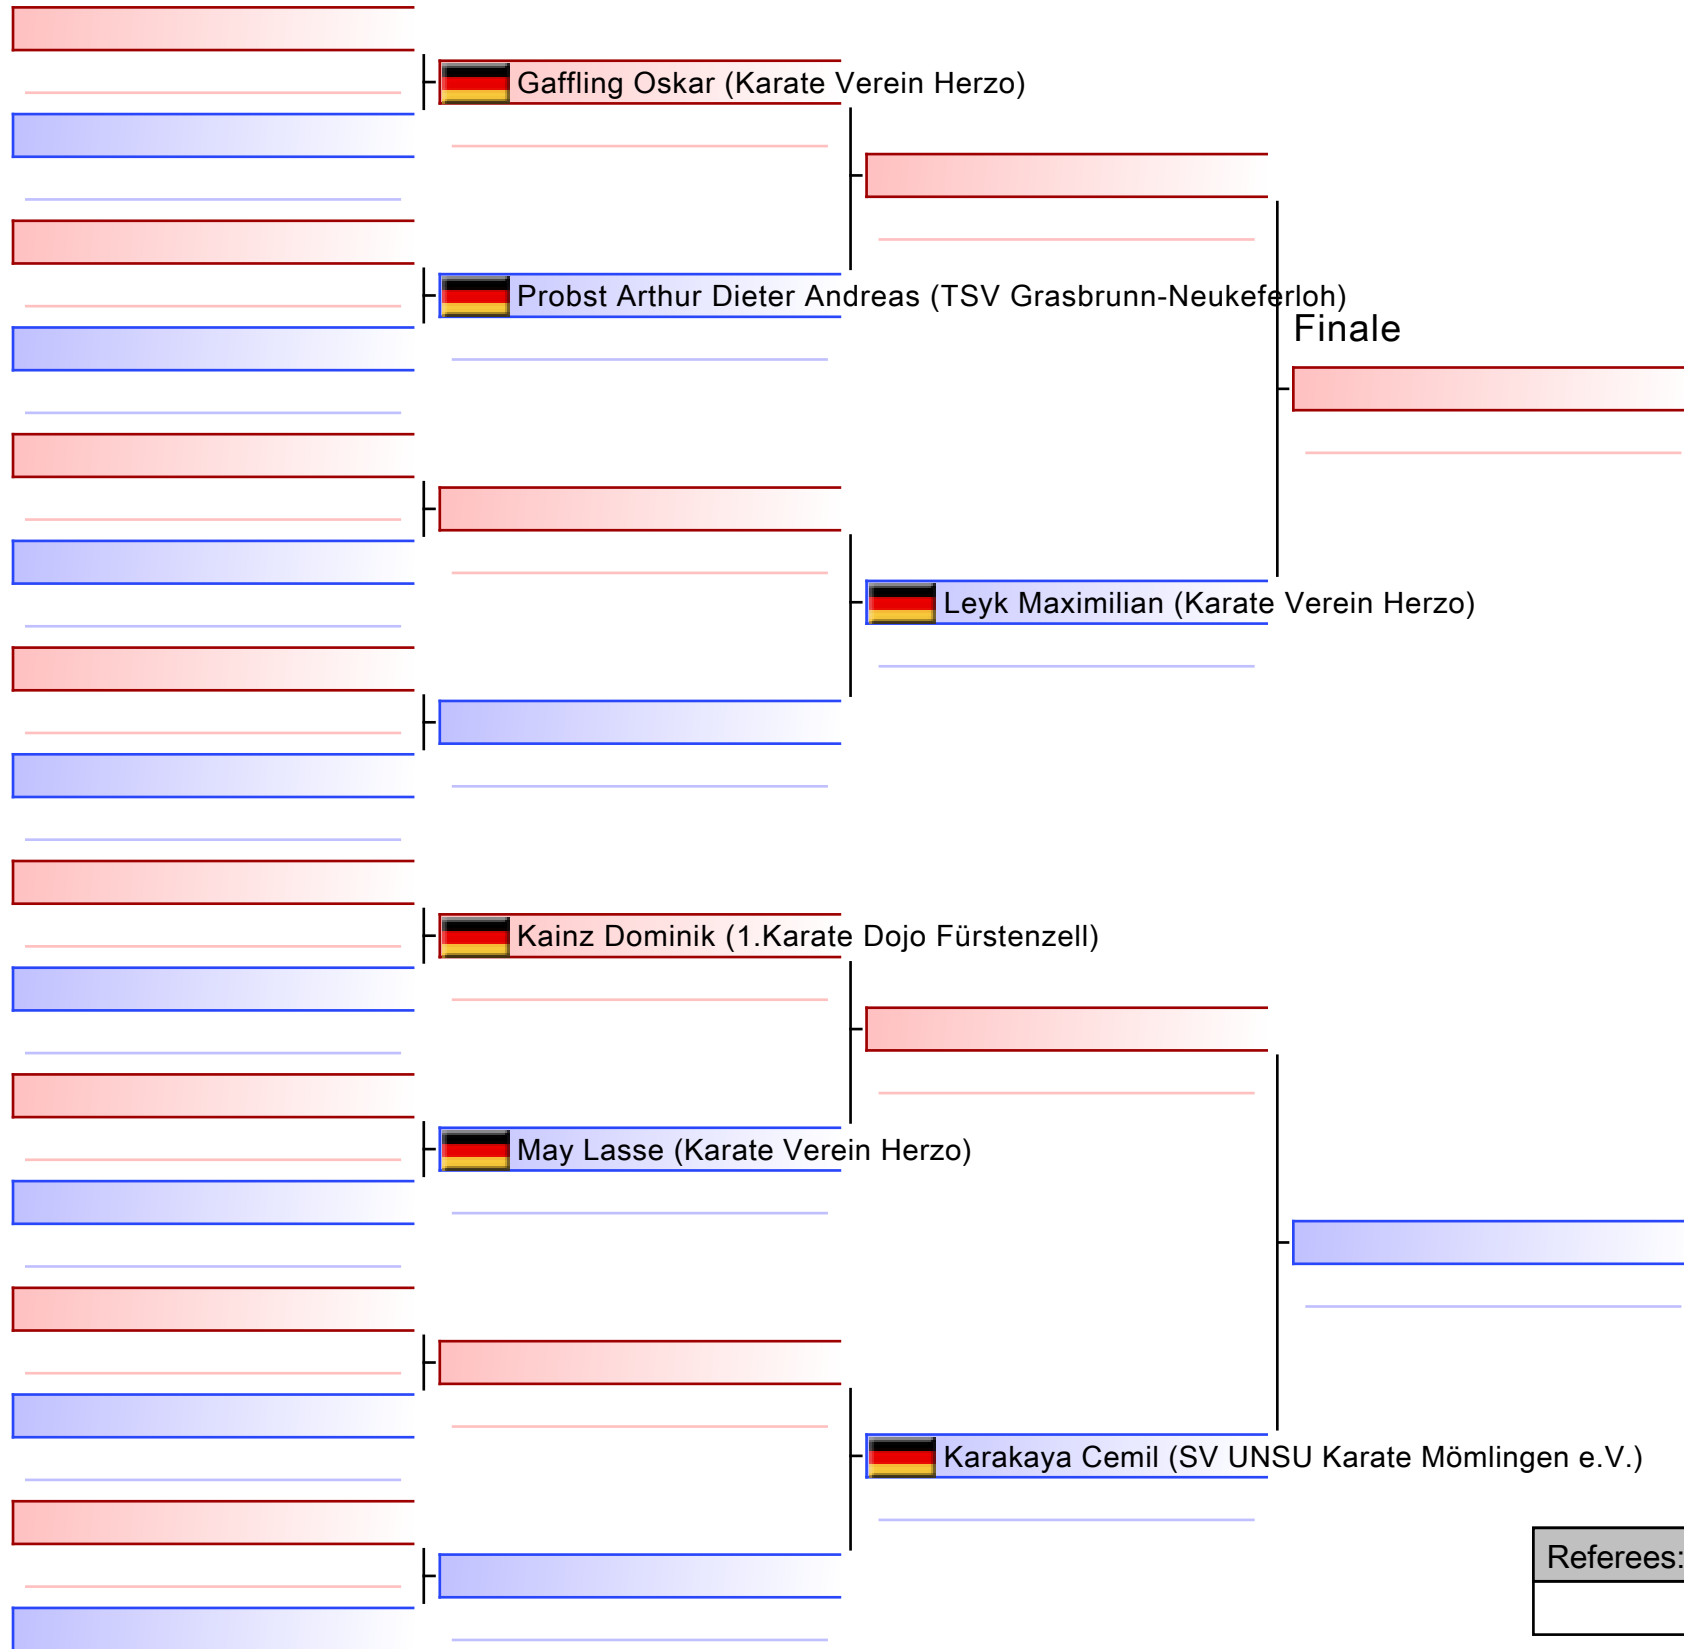 Gaffling Oskar (Karate Verein Herzo)
Probst Arthur Dieter Andreas (TSV Grasbrunn-Neukeferloh)
Finale
Leyk Maximilian (Karate Verein Herzo)
Kainz Dominik (1.Karate Dojo Fürstenzell)
May Lasse (Karate Verein Herzo)
Karakaya Cemil (SV UNSU Karate Mömlingen e.V.)
Referees: